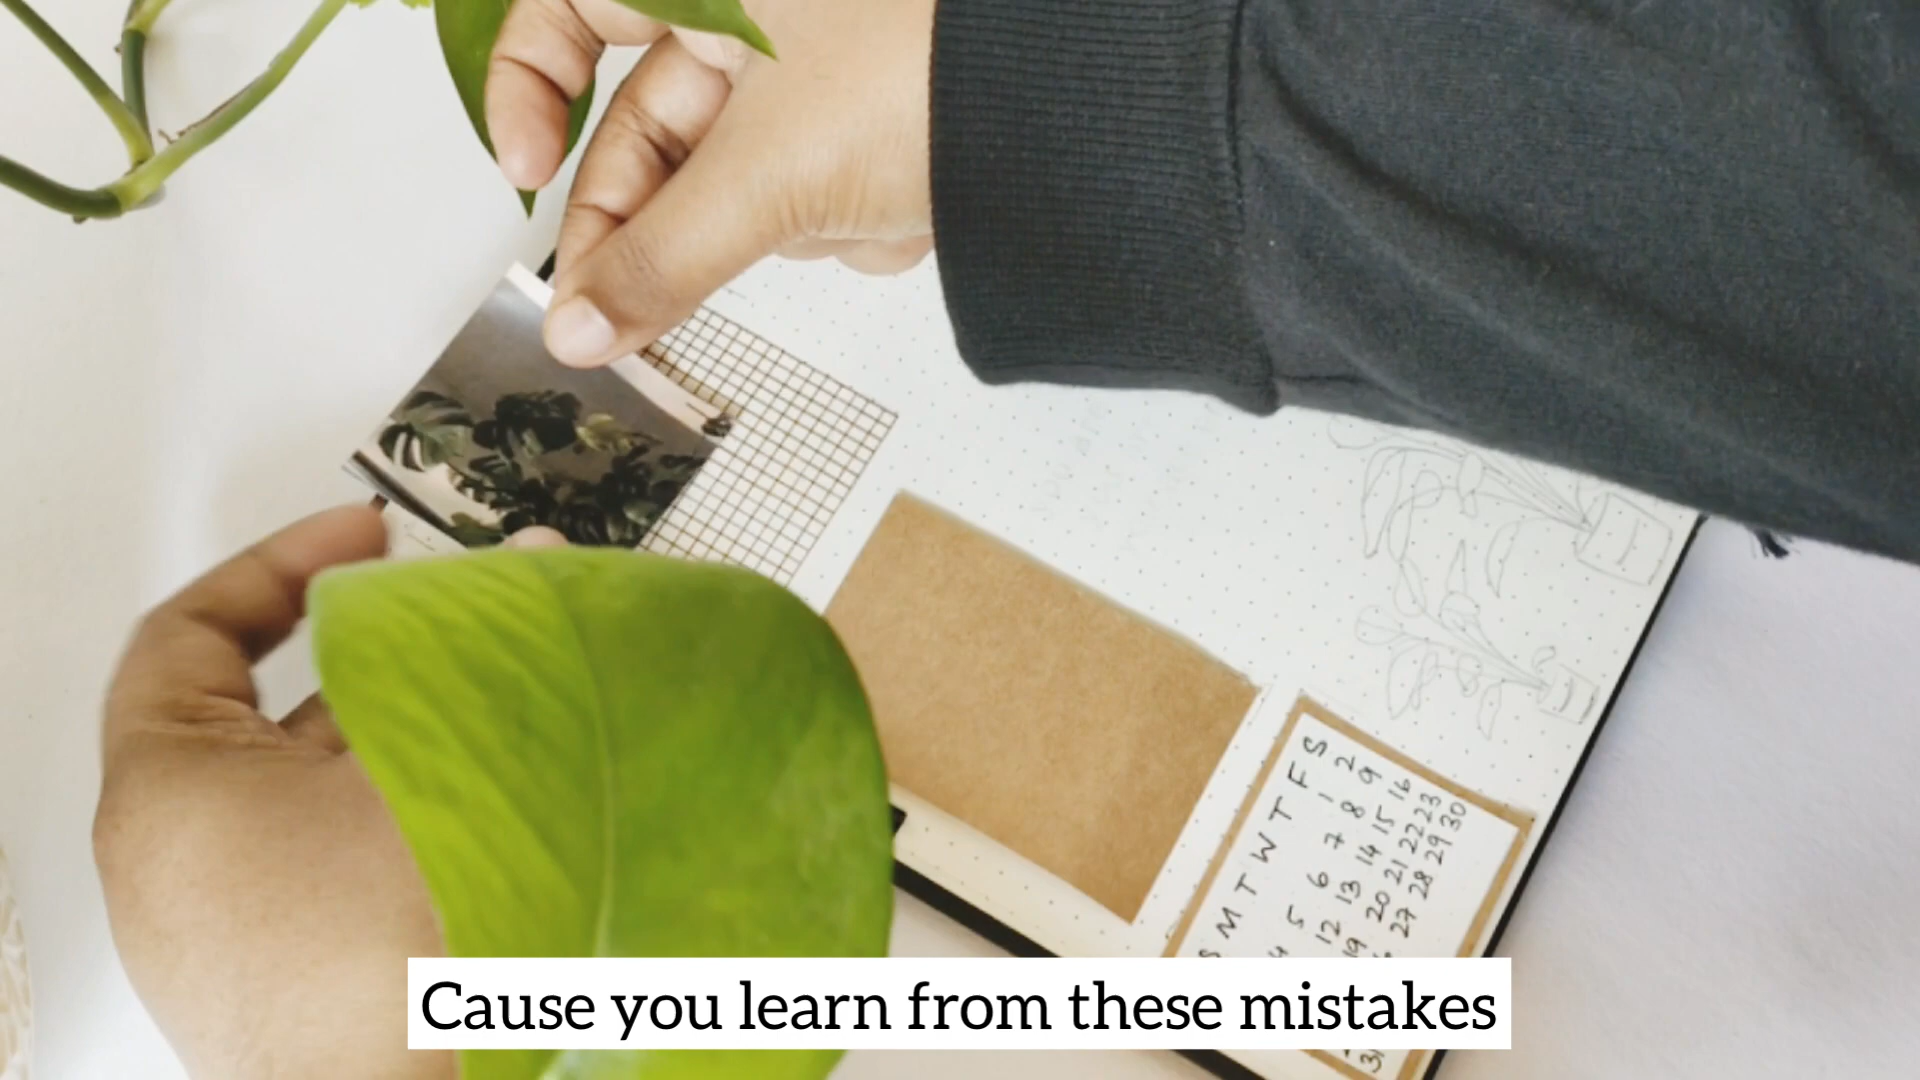 S M T W T F S
1 2
4 5 6 7 8 9
12 13 14 15 16
19 20 21 22 23
27 28 29 30
31
Cause you learn from these mistakes